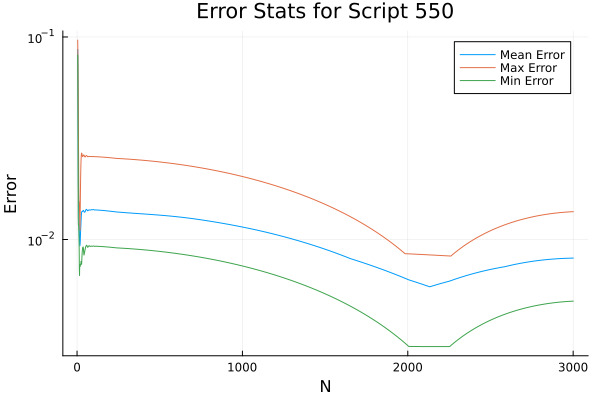 Error Stats for Script 550
10⁻¹
Mean Error
Max Error
Min Error
Error
10⁻²
0
1000
2000
3000
N